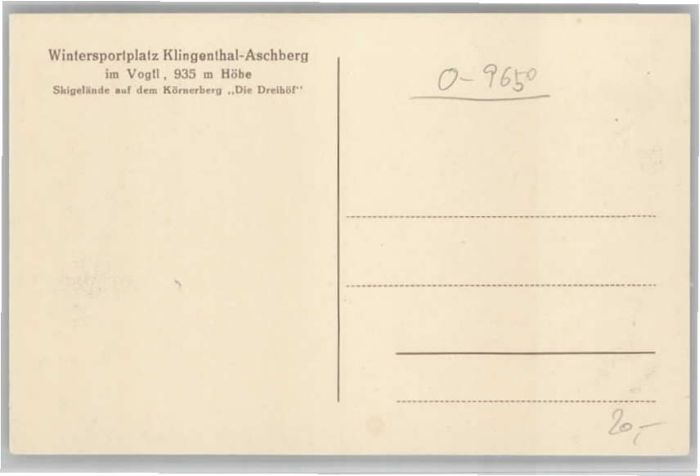 Wintersportplatz Klingenthal-Aschberg
im Vogtl., 935 m Höhe
Skigelände auf dem Körnerberg „Die Dreihöf"
O-9650
20,-